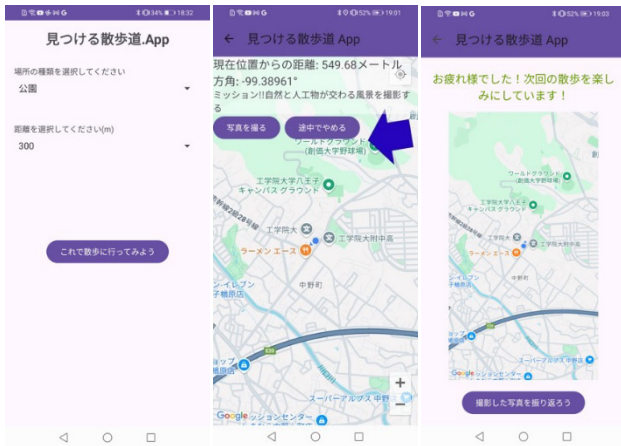 34% 18:32
見つける散歩道.App
場所の種類を選択してください
公園
距離を選択してください(m)
300
これで散歩に行ってみよう
52% 19:01
見つける散歩道 App
現在位置からの距離: 549.68メートル
方角: -99.38961°
ミッション!!自然と人工物が交わる風景を撮影す
る
写真を撮る
途中でやめる
ワールドグラウンド
(創価大学野球場)
工学院大学八王子
キャンパス グラウンド
工学院大
工学院大附中高
ラーメン エース
中野町
E20
スーパーアルプス 中野
Google
+
−
52% 19:03
見つける散歩道 App
お疲れ様でした！次回の散歩を楽し
みにしています！
ワールドグラウンド
(創価大学野球場)
工学院大学八王子
キャンパス グラウンド
工学院大
工学院大附中高
ラーメン エース
中野町
スーパーアルプス 中野店
Google
撮影した写真を振り返ろう